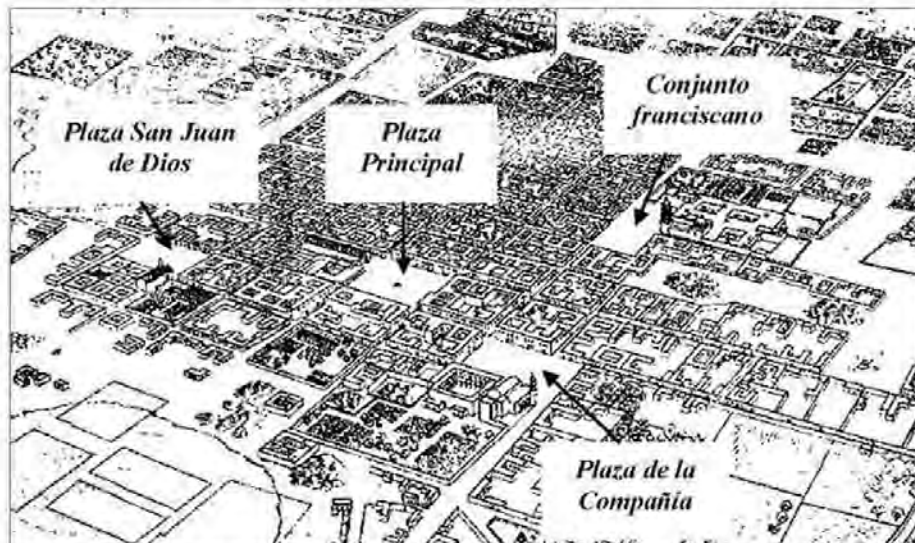 Plaza San Juan
de Dios
Plaza
Principal
Conjunto
franciscano
Plaza de la
Compañía